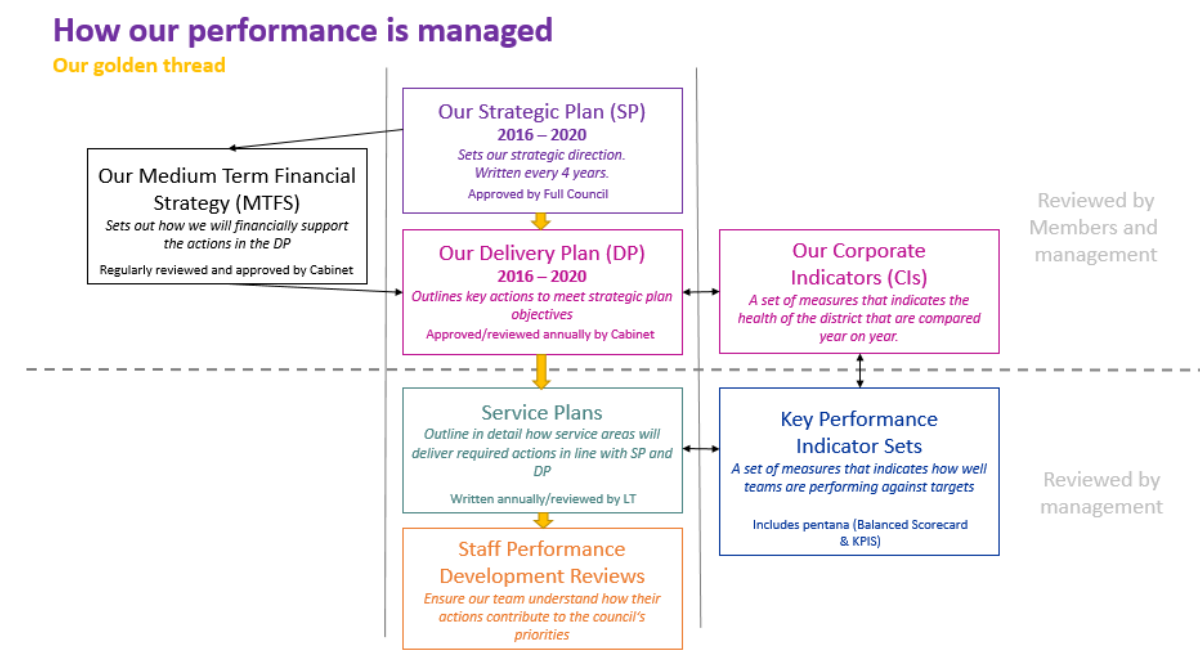 How our performance is managed
Our golden thread
Our Strategic Plan (SP)
2016 – 2020
Sets our strategic direction.
Written every 4 years.
Approved by Full Council
Our Medium Term Financial
Strategy (MTFS)
Sets out how we will financially support
the actions in the DP
Regularly reviewed and approved by Cabinet
Our Delivery Plan (DP)
2016 – 2020
Outlines key actions to meet strategic plan
objectives
Approved/reviewed annually by Cabinet
Our Corporate
Indicators (CIs)
A set of measures that indicates the
health of the district that are compared
year on year.
Reviewed by
Members and
management
Service Plans
Outline in detail how service areas will
deliver required actions in line with SP and
DP
Written annually/reviewed by LT
Key Performance
Indicator Sets
A set of measures that indicates how well
teams are performing against targets
Includes pentana (Balanced Scorecard
& KPIS)
Reviewed by
management
Staff Performance
Development Reviews
Ensure our team understand how their
actions contribute to the council's
priorities